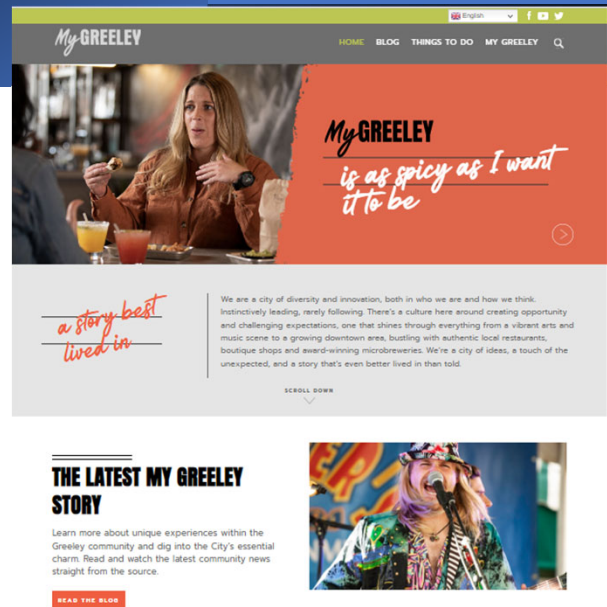 English
My GREELEY
HOME BLOG THINGS TO DO MY GREELEY
My GREELEY
is as spicy as I want
it to be
a story best
lived in
We are a city of diversity and innovation, both in who we are and how we think.
Instinctively leading, rarely following. There's a culture here around creating opportunity
and challenging expectations, one that shines through everything from a vibrant arts and
music scene to a growing downtown area, bustling with authentic local restaurants,
boutique shops and award-winning microbreweries. We're a city of ideas, a touch of the
unexpected, and a story that's even better lived in than told.
SCROLL DOWN
THE LATEST MY GREELEY
STORY
Learn more about unique experiences within the
Greeley community and dig into the City's essential
charm. Read and watch the latest community news
straight from the source.
READ THE BLOG